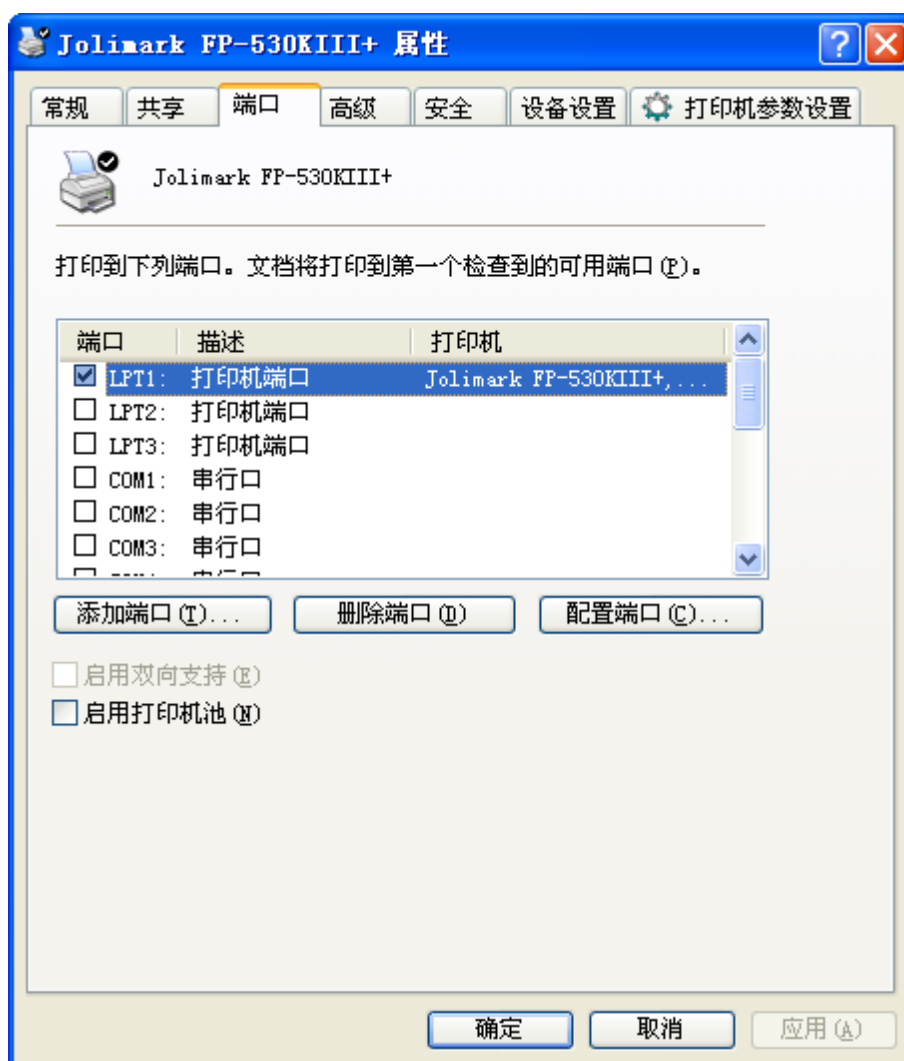 Jolimark FP-530KIII+ 属性
常规 共享 端口 高级 安全 设备设置 打印机参数设置
Jolimark FP-530KIII+
打印到下列端口。文档将打印到第一个检查到的可用端口(P)。
端口 描述 打印机
LPT1: 打印机端口 Jolimark FP-530KIII+,...
LPT2: 打印机端口
LPT3: 打印机端口
COM1: 串行口
COM2: 串行口
COM3: 串行口
添加端口(T)... 删除端口(D) 配置端口(C)...
启用双向支持(E)
启用打印机池(N)
确定 取消 应用(A)